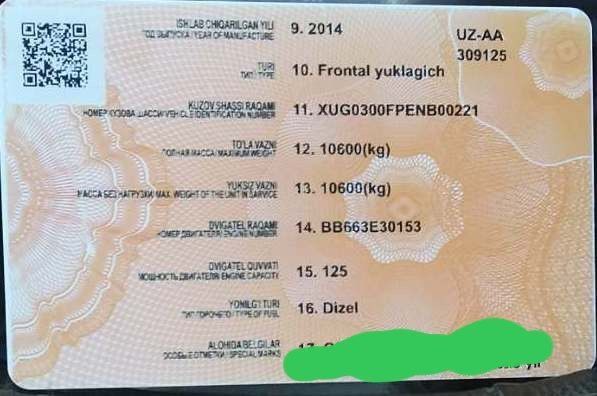 ISHLAB CHIQARILGAN YILI
ГОД ВЫПУСКА / YEAR OF MANUFACTURE
9. 2014
UZ-AA
309125
TURI
ТИП / TYPE
10. Frontal yuklagich
KUZOV SHASSI RAQAMI
НОМЕР КУЗОВА ШАССИ/VEHICLE IDENTIFICATION NUMBER
11. XUG0300FPENB00221
TO'LA VAZNI
ПОЛНАЯ МАССА / MAXIMUM WEIGHT
12. 10600(kg)
YUKSIZ VAZNI
МАССА БЕЗ НАГРУЗКИ/ MAX. WEIGHT OF THE UNIT IN SARVICE
13. 10600(kg)
DVIGATEL RAQAMI
НОМЕР ДВИГАТЕЛЯ/ ENGINE NUMBER
14. BB663E30153
DVIGATEL QUVVATI
МОЩНОСТЬ ДВИГАТЕЛЯ/ ENGINE CAPACITY
15. 125
YONILG'I TURI
ТИП ГОРЮЧЕГО / TYPE OF FUEL
16. Dizel
ALOHIDA BELGILAR
ОСОБЫЕ ОТМЕТКИ / SPECIAL MARKS
17.